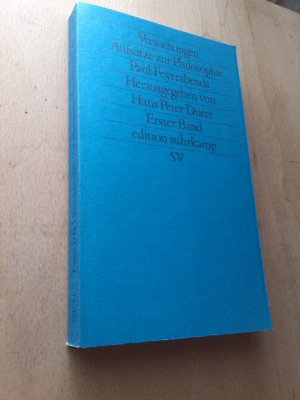 Versuchungen
Aufsätze zur Philosophie
Paul Feyerabends
Herausgegeben von
Hans Peter Duerr
Erster Band
edition suhrkamp
SV